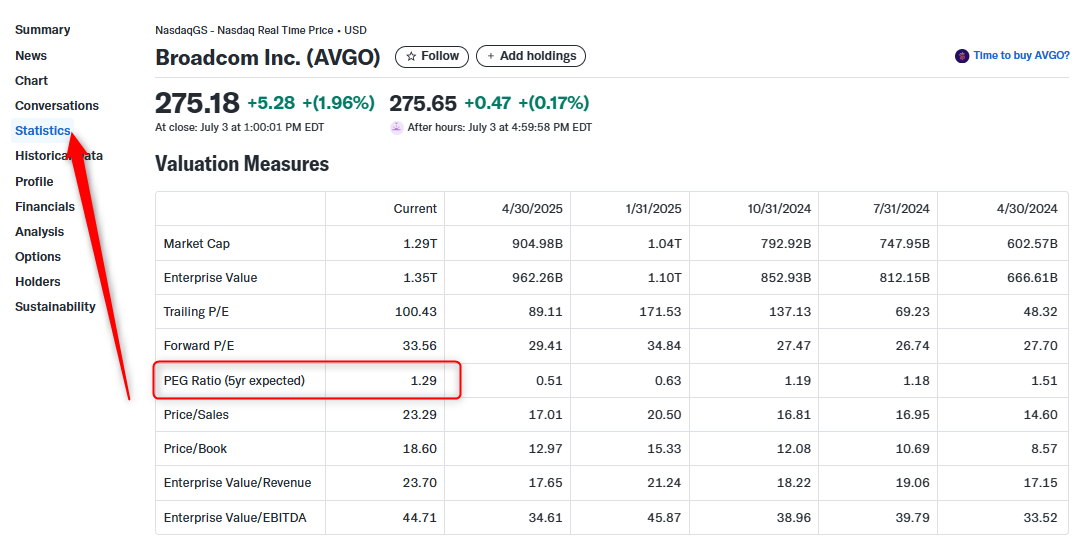 Summary
News
Chart
Conversations
Statistics
Historical Data
Profile
Financials
Analysis
Options
Holders
Sustainability
NasdaqGS - Nasdaq Real Time Price • USD
Broadcom Inc. (AVGO) ☆ Follow + Add holdings
Time to buy AVGO?
275.18 +5.28 +(1.96%) 275.65 +0.47 +(0.17%)
At close: July 3 at 1:00:01 PM EDT After hours: July 3 at 4:59:58 PM EDT
Valuation Measures
Current 4/30/2025 1/31/2025 10/31/2024 7/31/2024 4/30/2024
Market Cap 1.29T 904.98B 1.04T 792.92B 747.95B 602.57B
Enterprise Value 1.35T 962.26B 1.10T 852.93B 812.15B 666.61B
Trailing P/E 100.43 89.11 171.53 137.13 69.23 48.32
Forward P/E 33.56 29.41 34.84 27.47 26.74 27.70
PEG Ratio (5yr expected) 1.29 0.51 0.63 1.19 1.18 1.51
Price/Sales 23.29 17.01 20.50 16.81 16.95 14.60
Price/Book 18.60 12.97 15.33 12.08 10.69 8.57
Enterprise Value/Revenue 23.70 17.65 21.24 18.22 19.06 17.15
Enterprise Value/EBITDA 44.71 34.61 45.87 38.96 39.79 33.52